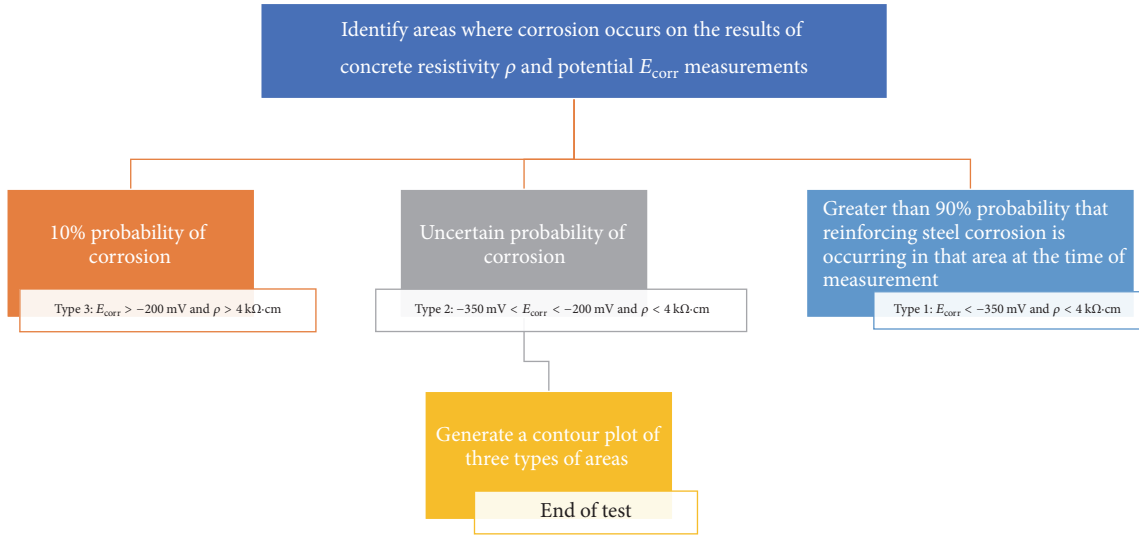 Identify areas where corrosion occurs on the results of
concrete resistivity ρ and potential E_corr measurements
10% probability of
corrosion
Type 3: E_corr > −200 mV and ρ > 4 kΩ·cm
Uncertain probability of
corrosion
Type 2: −350 mV < E_corr < −200 mV and ρ < 4 kΩ·cm
Greater than 90% probability that
reinforcing steel corrosion is
occurring in that area at the time of
measurement
Type 1: E_corr < −350 mV and ρ < 4 kΩ·cm
Generate a contour plot of
three types of areas
End of test